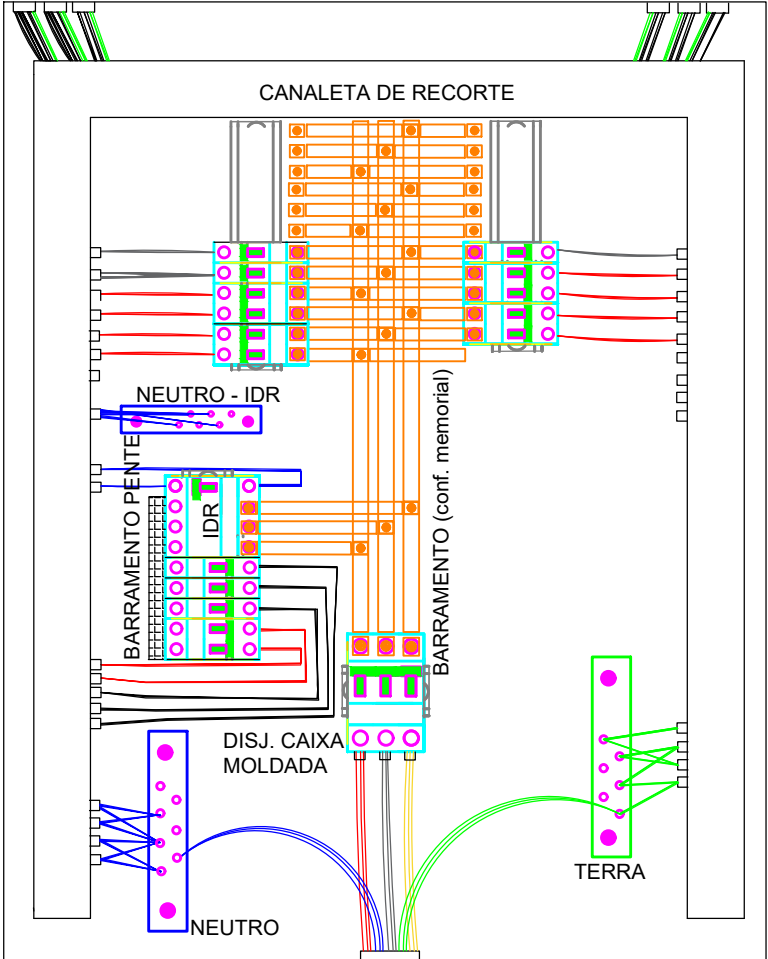 CANALETA DE RECORTE
NEUTRO - IDR
BARRAMENTO PENTE
IDR
BARRAMENTO (conf. memorial)
DISJ. CAIXA
MOLDADA
TERRA
NEUTRO